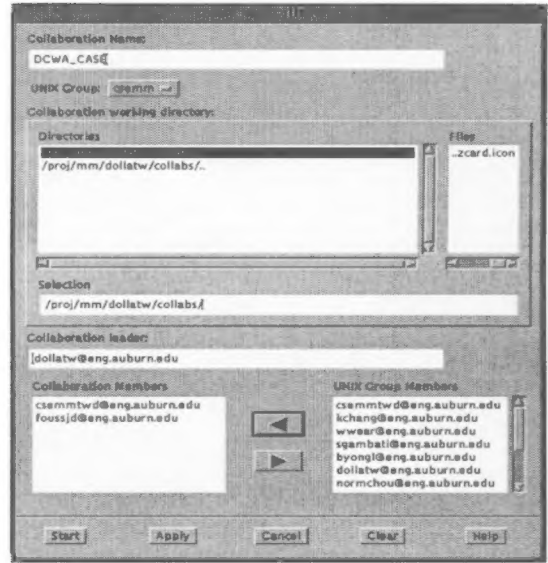 Collaboration Name:
DCWA_CASE
UNIX Group: csemm
Collaboration working directory:
Directories
Files
/proj/mm/dollatw/collabs/..
..zcard.icon
Selection
/proj/mm/dollatw/collabs/
Collaboration leader:
dollatw@eng.auburn.edu
Collaboration Members
UNIX Group Members
csemmtwd@eng.auburn.edu
foussjd@eng.auburn.edu
csemmtwd@eng.auburn.edu
kchang@eng.auburn.edu
wwear@eng.auburn.edu
sgambati@eng.auburn.edu
byongl@eng.auburn.edu
dollatw@eng.auburn.edu
normchou@eng.auburn.edu
Start
Apply
Cancel
Clear
Help